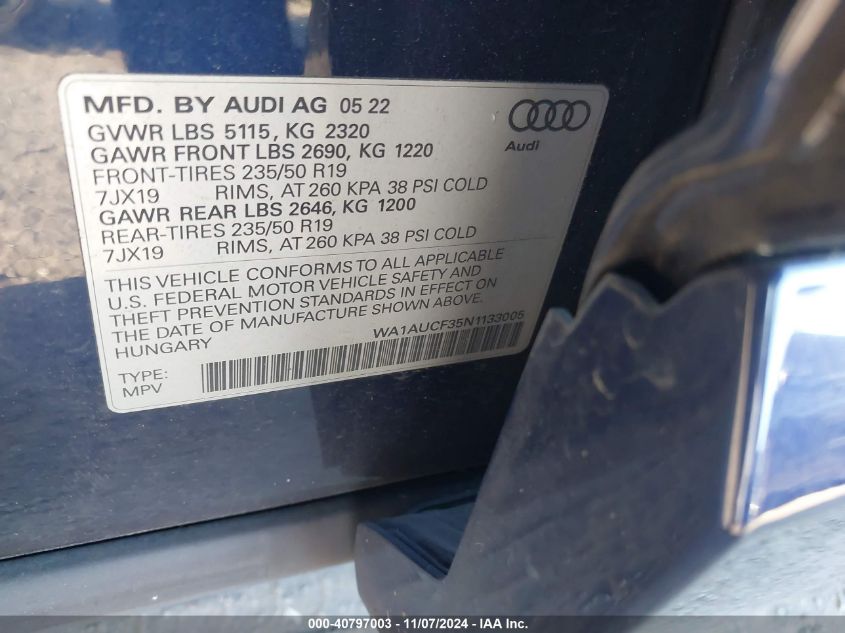 MFD. BY AUDI AG 05 22
GVWR LBS 5115, KG 2320
GAWR FRONT LBS 2690, KG 1220
FRONT-TIRES 235/50 R19
7JX19 RIMS, AT 260 KPA 38 PSI COLD
GAWR REAR LBS 2646, KG 1200
REAR-TIRES 235/50 R19
7JX19 RIMS, AT 260 KPA 38 PSI COLD
Audi
THIS VEHICLE CONFORMS TO ALL APPLICABLE
U.S. FEDERAL MOTOR VEHICLE SAFETY AND
THEFT PREVENTION STANDARDS IN EFFECT ON
THE DATE OF MANUFACTURE SHOWN ABOVE.
HUNGARY
WA1AUCF35N1133005
TYPE:
MPV
000-40797003 — 11/07/2024 — IAA Inc.